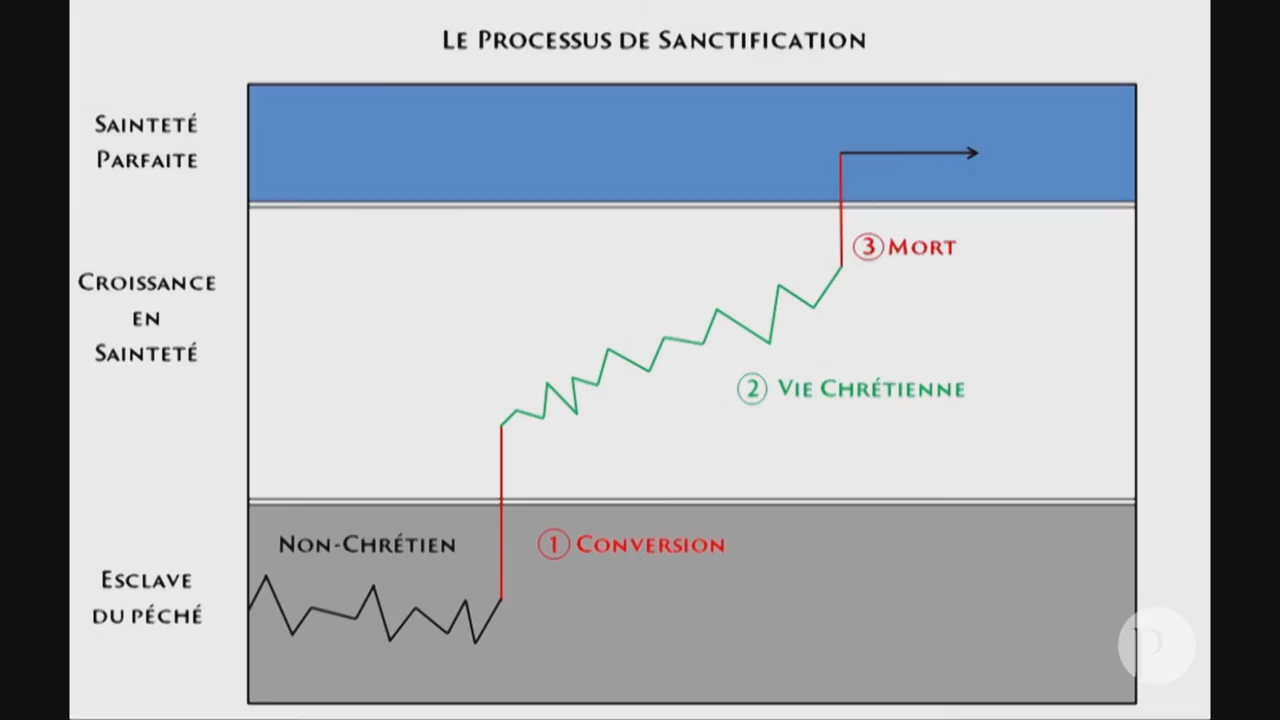 Le Processus de Sanctification
Sainteté
Parfaite
3 Mort
Croissance
en
Sainteté
2 Vie Chrétienne
Non-Chrétien
1 Conversion
Esclave
du péché
P